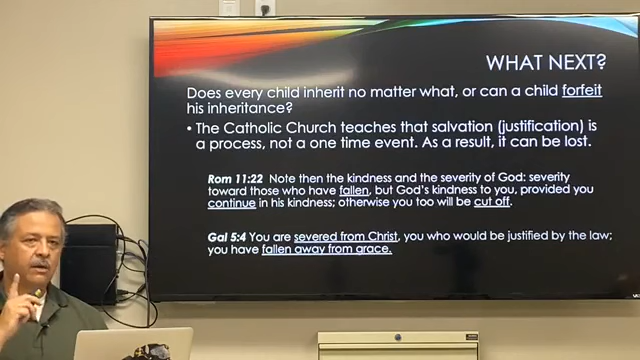 WHAT NEXT?
Does every child inherit no matter what, or can a child forfeit
his inheritance?
• The Catholic Church teaches that salvation (justification) is
a process, not a one time event. As a result, it can be lost.
Rom 11:22 Note then the kindness and the severity of God: severity
toward those who have fallen, but God's kindness to you, provided you
continue in his kindness; otherwise you too will be cut off.
Gal 5:4 You are severed from Christ, you who would be justified by the law;
you have fallen away from grace.